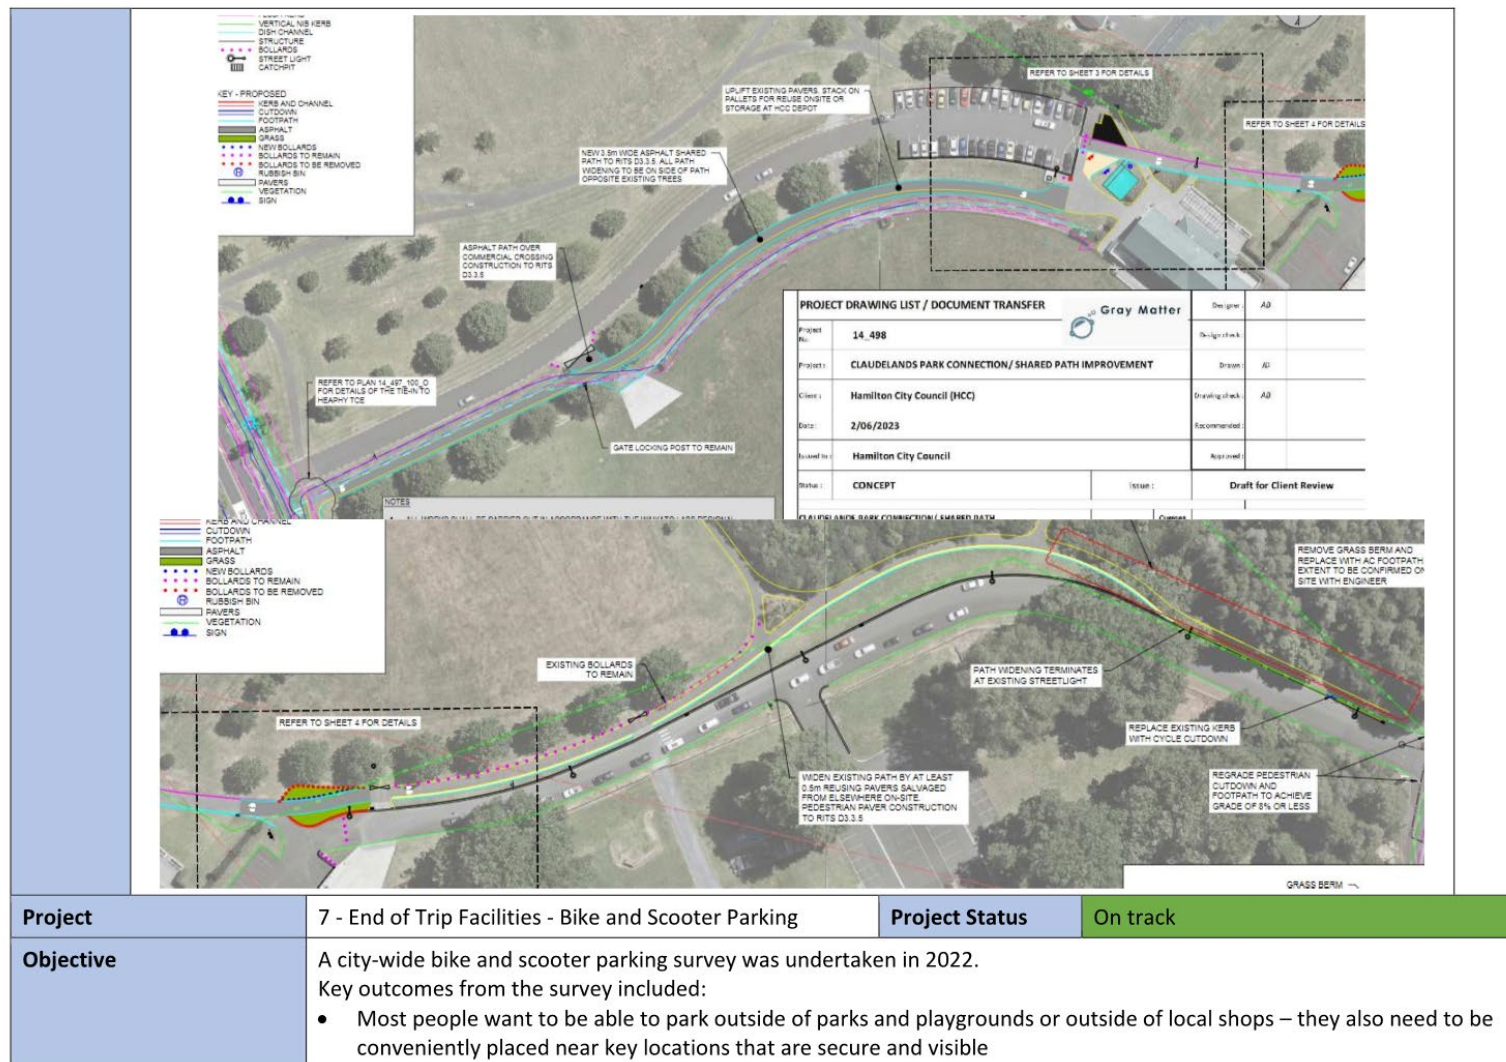 VERTICAL NIB KERB
DISH CHANNEL
STRUCTURE
BOLLARDS
STREET LIGHT
CATCHPIT
KEY - PROPOSED
KERB AND CHANNEL
CUTDOWN
FOOTPATH
ASPHALT
GRASS
NEW BOLLARDS
BOLLARDS TO REMAIN
BOLLARDS TO BE REMOVED
RUBBISH BIN
PAVERS
VEGETATION
SIGN
REFER TO SHEET 3 FOR DETAILS
UPLIFT EXISTING PAVERS, STACK ON
PALLETS FOR REUSE ONSITE OR
STORAGE AT HCC DEPOT
REFER TO SHEET 4 FOR DETAILS
NEW 3.5m WIDE ASPHALT SHARED
PATH TO RITS D3.3.5. ALL PATH
WIDENING TO BE ON SIDE OF PATH
OPPOSITE EXISTING TREES
ASPHALT PATH OVER
COMMERCIAL CROSSING
CONSTRUCTION TO RITS
D3.3.5
REFER TO PLAN 14_497_100_O
FOR DETAILS OF THE TIE-IN TO
HEAPHY TCE
GATE LOCKING POST TO REMAIN
NOTES
PROJECT DRAWING LIST / DOCUMENT TRANSFER
Gray Matter
Designer : AD
Project No. 14_498
Design check :
Project : CLAUDELANDS PARK CONNECTION/ SHARED PATH IMPROVEMENT
Drawn : AD
Client : Hamilton City Council (HCC)
Drawing check : AD
Date : 2/06/2023
Recommended :
Issued to : Hamilton City Council
Approved :
Status : CONCEPT
Issue : Draft for Client Review
KERB AND CHANNEL
CUTDOWN
FOOTPATH
ASPHALT
GRASS
NEW BOLLARDS
BOLLARDS TO REMAIN
BOLLARDS TO BE REMOVED
RUBBISH BIN
PAVERS
VEGETATION
SIGN
REMOVE GRASS BERM AND
REPLACE WITH AC FOOTPATH
EXTENT TO BE CONFIRMED ON
SITE WITH ENGINEER
EXISTING BOLLARDS
TO REMAIN
PATH WIDENING TERMINATES
AT EXISTING STREETLIGHT
REFER TO SHEET 4 FOR DETAILS
REPLACE EXISTING KERB
WITH CYCLE CUTDOWN
WIDEN EXISTING PATH BY AT LEAST
0.5m REUSING PAVERS SALVAGED
FROM ELSEWHERE ON-SITE.
PEDESTRIAN PAVER CONSTRUCTION
TO RITS D3.3.5
REGRADE PEDESTRIAN
CUTDOWN AND
FOOTPATH TO ACHIEVE
GRADE OF 8% OR LESS
GRASS BERM
Project
7 - End of Trip Facilities - Bike and Scooter Parking
Project Status
On track
Objective
A city-wide bike and scooter parking survey was undertaken in 2022.
Key outcomes from the survey included:
• Most people want to be able to park outside of parks and playgrounds or outside of local shops – they also need to be
conveniently placed near key locations that are secure and visible